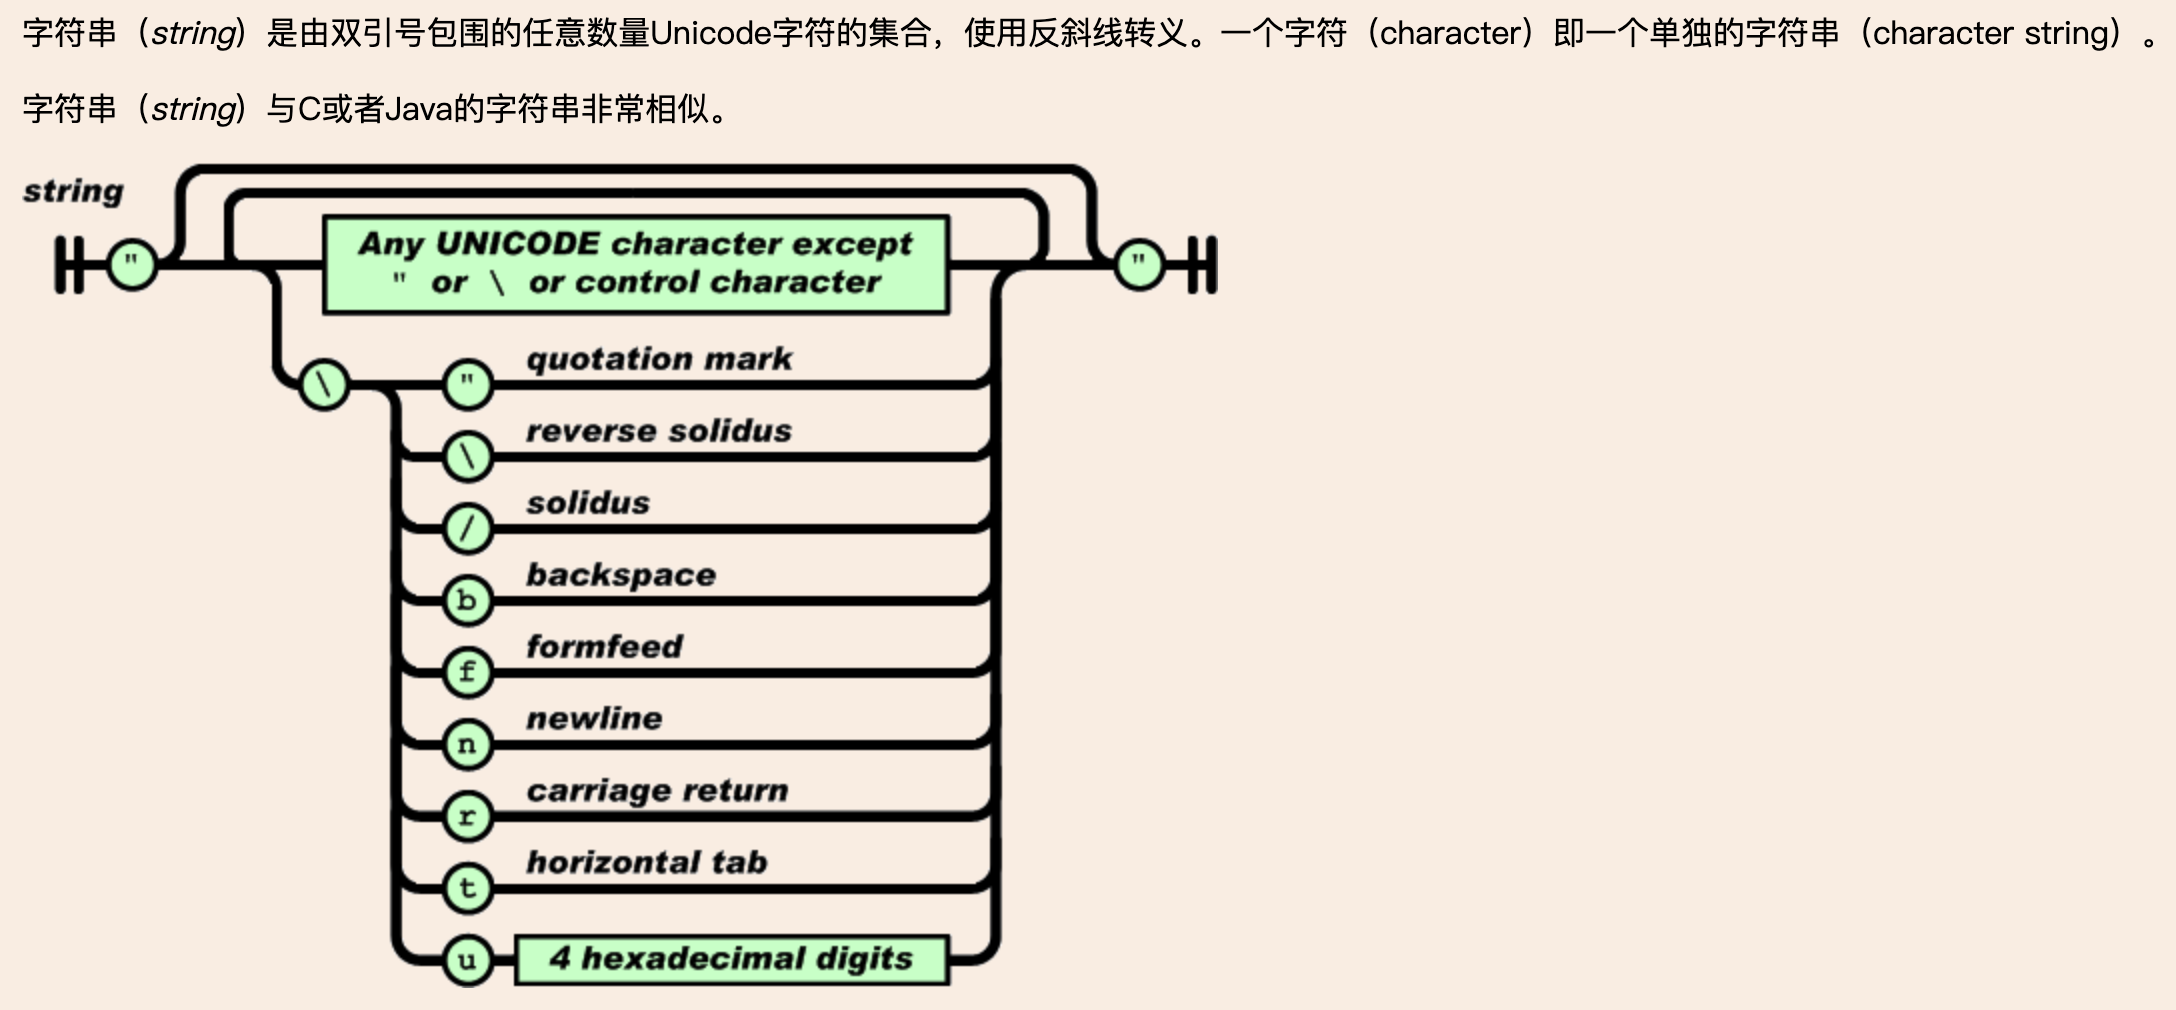 字符串（string）是由双引号包围的任意数量Unicode字符的集合，使用反斜线转义。一个字符（character）即一个单独的字符串（character string）。
字符串（string）与C或者Java的字符串非常相似。
string
"
Any UNICODE character except
" or \ or control character
"
\
" quotation mark
\ reverse solidus
/ solidus
b backspace
f formfeed
n newline
r carriage return
t horizontal tab
u 4 hexadecimal digits